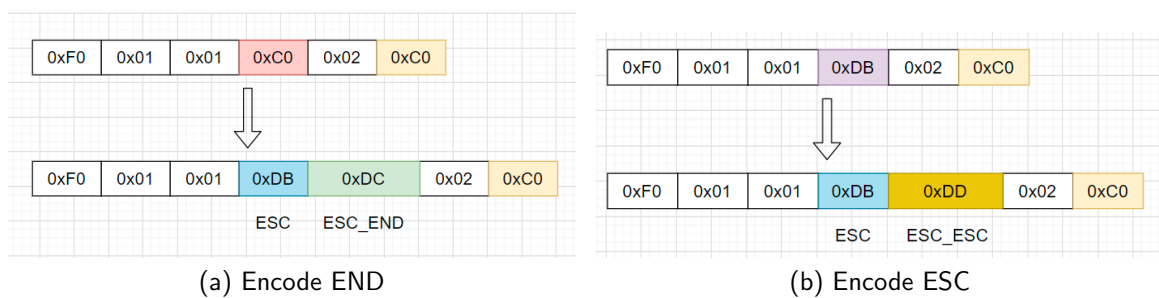 0xF0 0x01 0x01 0xC0 0x02 0xC0
0xF0 0x01 0x01 0xDB 0xDC 0x02 0xC0
ESC ESC_END
(a) Encode END
0xF0 0x01 0x01 0xDB 0x02 0xC0
0xF0 0x01 0x01 0xDB 0xDD 0x02 0xC0
ESC ESC_ESC
(b) Encode ESC